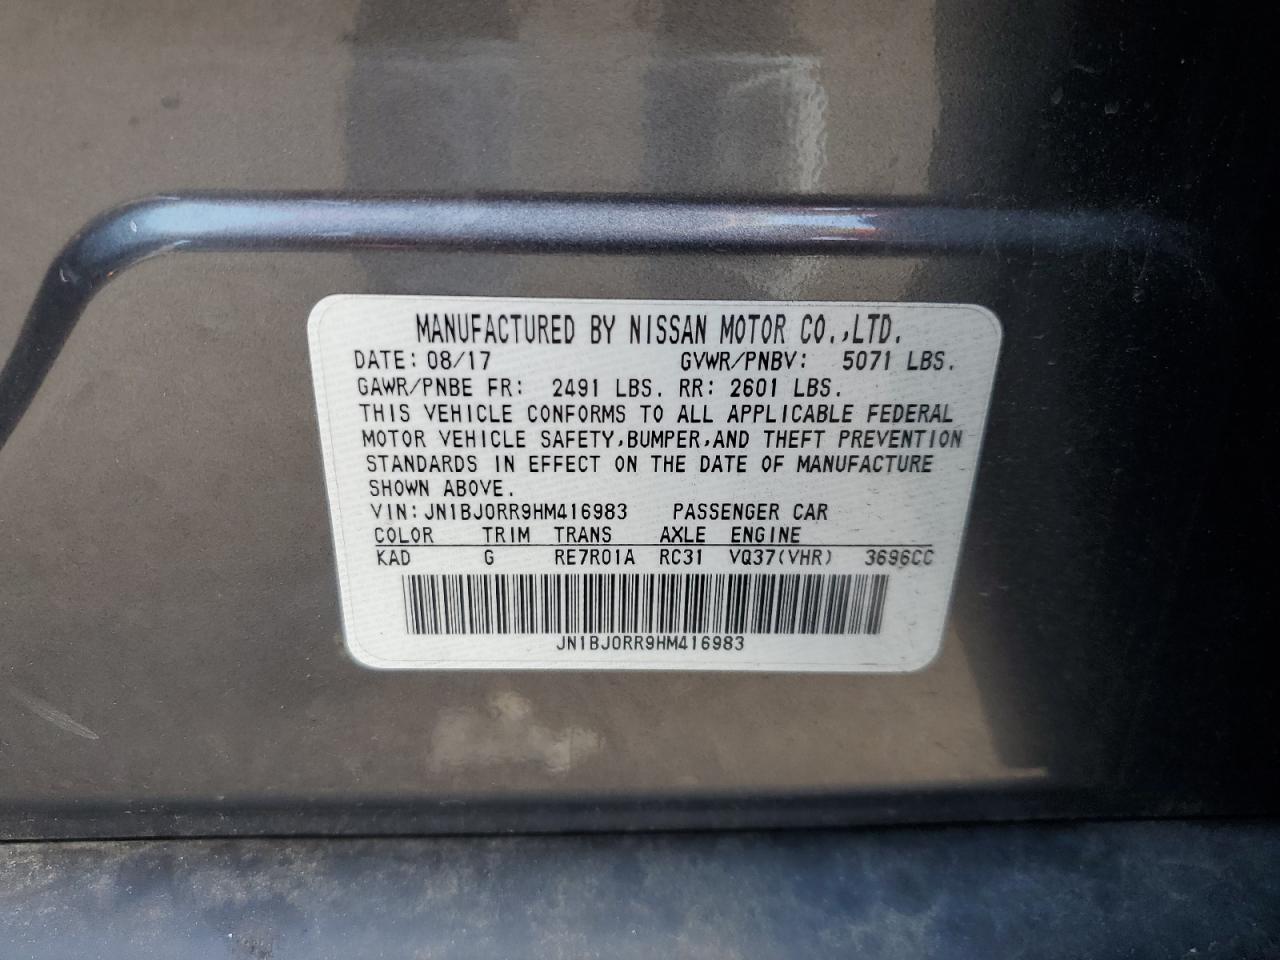 MANUFACTURED BY NISSAN MOTOR CO.,LTD.
DATE: 08/17 GVWR/PNBV: 5071 LBS.
GAWR/PNBE FR: 2491 LBS. RR: 2601 LBS.
THIS VEHICLE CONFORMS TO ALL APPLICABLE FEDERAL
MOTOR VEHICLE SAFETY,BUMPER,AND THEFT PREVENTION
STANDARDS IN EFFECT ON THE DATE OF MANUFACTURE
SHOWN ABOVE.
VIN: JN1BJ0RR9HM416983 PASSENGER CAR
COLOR TRIM TRANS AXLE ENGINE
KAD G RE7R01A RC31 VQ37(VHR) 3696CC
JN1BJ0RR9HM416983